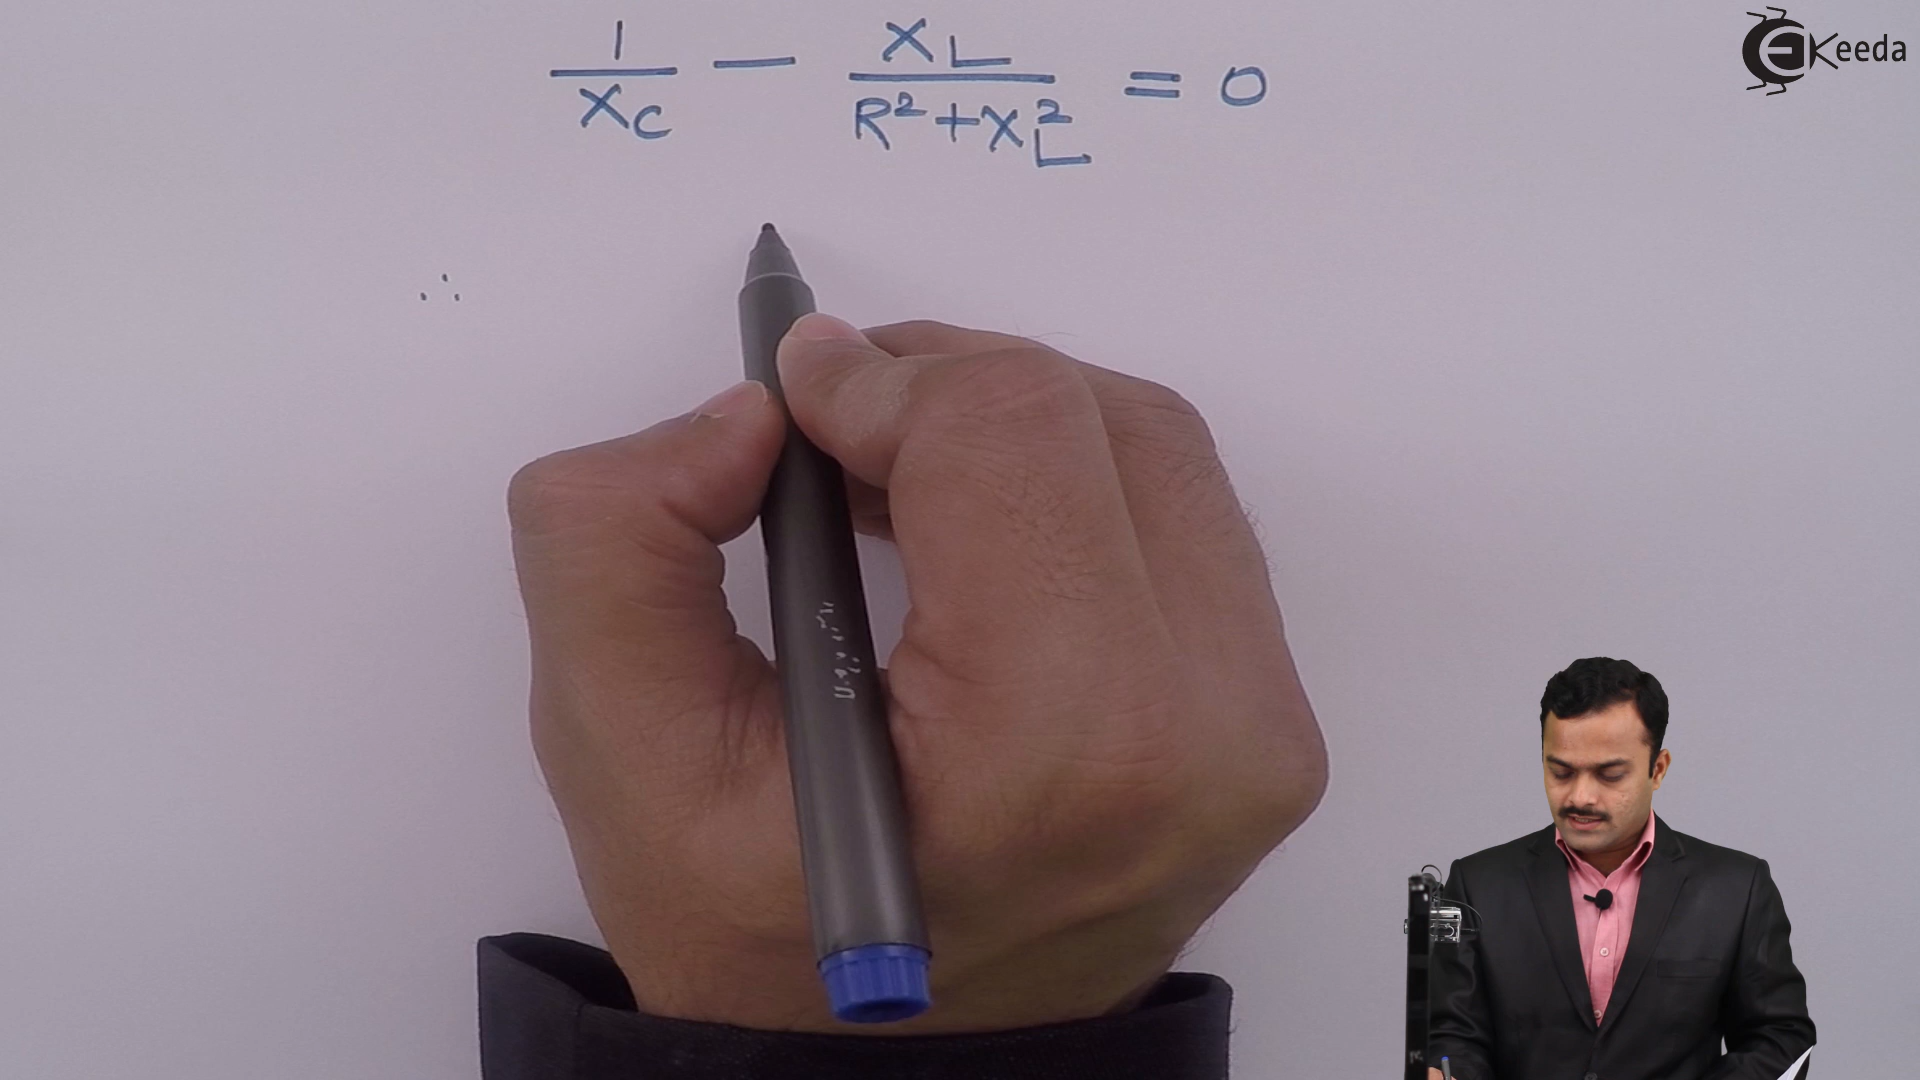 1/X_C − X_L/(R²+X_L²) = 0
∴
EKeeda